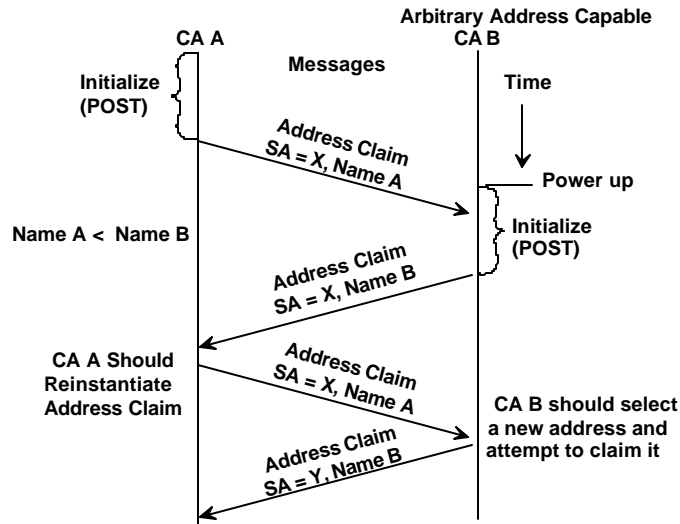 Arbitrary Address Capable
CA A
CA B
Messages
Initialize
(POST)
Time
Address Claim
SA = X, Name A
Power up
Name A < Name B
Initialize
(POST)
Address Claim
SA = X, Name B
CA A Should
Reinstantiate
Address Claim
Address Claim
SA = X, Name A
CA B should select
a new address and
attempt to claim it
Address Claim
SA = Y, Name B